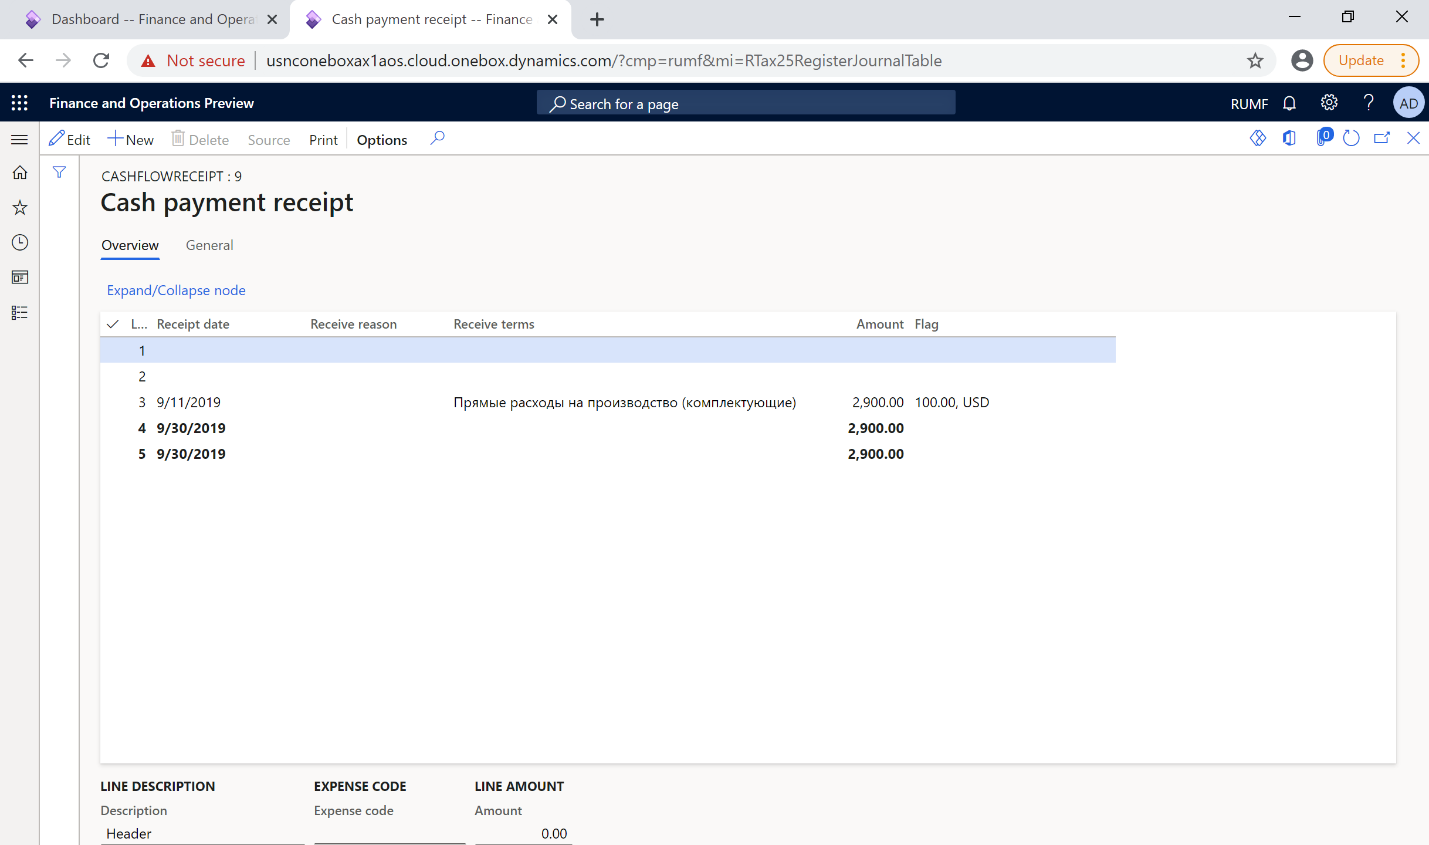 Dashboard -- Finance and Opera
Cash payment receipt -- Finance
Not secure
usnconeboxax1aos.cloud.onebox.dynamics.com/?cmp=rumf&mi=RTax25RegisterJournalTable
Update
Finance and Operations Preview
Search for a page
RUMF
?
AD
Edit
New
Delete
Source
Print
Options
0
CASHFLOWRECEIPT : 9
Cash payment receipt
Overview General
Expand/Collapse node
L... Receipt date Receive reason Receive terms Amount Flag
1
2
3 9/11/2019 Прямые расходы на производство (комплектующие) 2,900.00 100.00, USD
4 9/30/2019 2,900.00
5 9/30/2019 2,900.00
LINE DESCRIPTION EXPENSE CODE LINE AMOUNT
Description Expense code Amount
Header 0.00